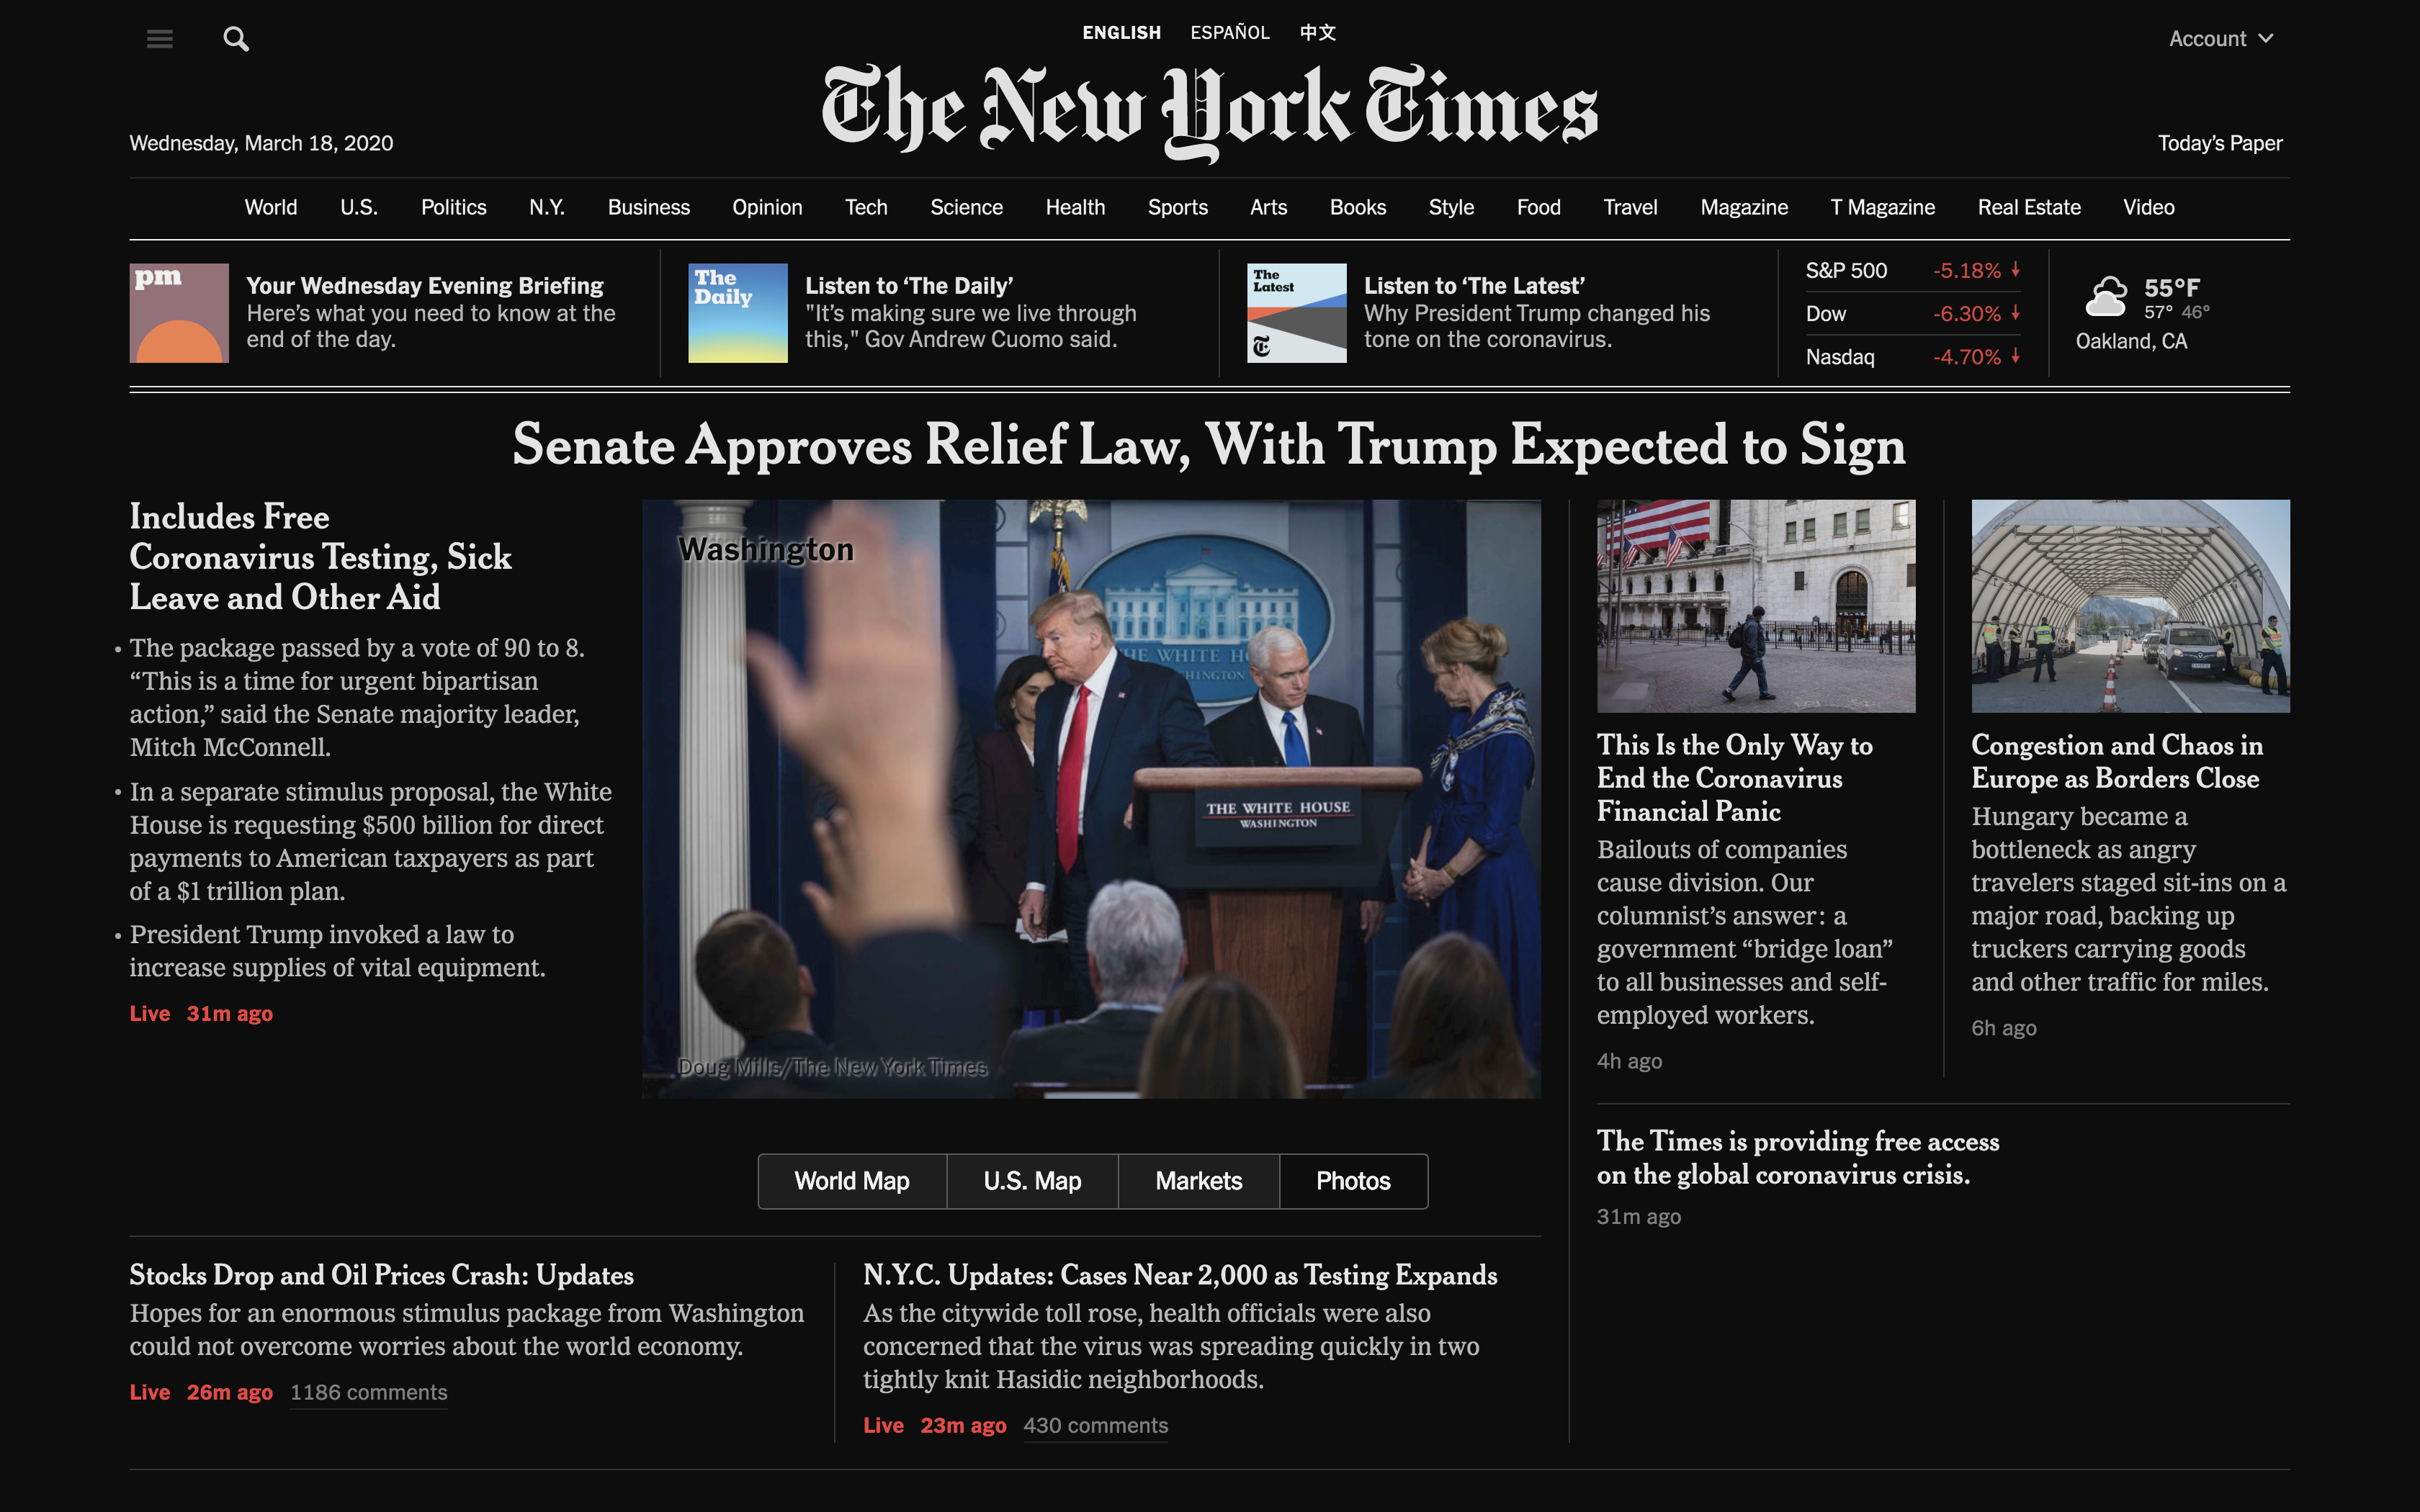 ENGLISH ESPAÑOL 中文
Account
The New York Times
Wednesday, March 18, 2020
Today's Paper
World U.S. Politics N.Y. Business Opinion Tech Science Health Sports Arts Books Style Food Travel Magazine T Magazine Real Estate Video
pm
Your Wednesday Evening Briefing
Here's what you need to know at the
end of the day.
The
Daily
Listen to ‘The Daily’
"It's making sure we live through
this," Gov Andrew Cuomo said.
The
Latest
Listen to ‘The Latest’
Why President Trump changed his
tone on the coronavirus.
S&P 500 -5.18% ↓
Dow -6.30% ↓
Nasdaq -4.70% ↓
55°F
57° 46°
Oakland, CA
Senate Approves Relief Law, With Trump Expected to Sign
Includes Free
Coronavirus Testing, Sick
Leave and Other Aid
• The package passed by a vote of 90 to 8.
“This is a time for urgent bipartisan
action,” said the Senate majority leader,
Mitch McConnell.
• In a separate stimulus proposal, the White
House is requesting $500 billion for direct
payments to American taxpayers as part
of a $1 trillion plan.
• President Trump invoked a law to
increase supplies of vital equipment.
Live 31m ago
Washington
HE WHITE H
HINGTON
THE WHITE HOUSE
WASHINGTON
Doug Mills/The New York Times
World Map U.S. Map Markets Photos
This Is the Only Way to
End the Coronavirus
Financial Panic
Bailouts of companies
cause division. Our
columnist’s answer: a
government “bridge loan”
to all businesses and self-
employed workers.
4h ago
Congestion and Chaos in
Europe as Borders Close
Hungary became a
bottleneck as angry
travelers staged sit-ins on a
major road, backing up
truckers carrying goods
and other traffic for miles.
6h ago
The Times is providing free access
on the global coronavirus crisis.
31m ago
Stocks Drop and Oil Prices Crash: Updates
Hopes for an enormous stimulus package from Washington
could not overcome worries about the world economy.
Live 26m ago 1186 comments
N.Y.C. Updates: Cases Near 2,000 as Testing Expands
As the citywide toll rose, health officials were also
concerned that the virus was spreading quickly in two
tightly knit Hasidic neighborhoods.
Live 23m ago 430 comments